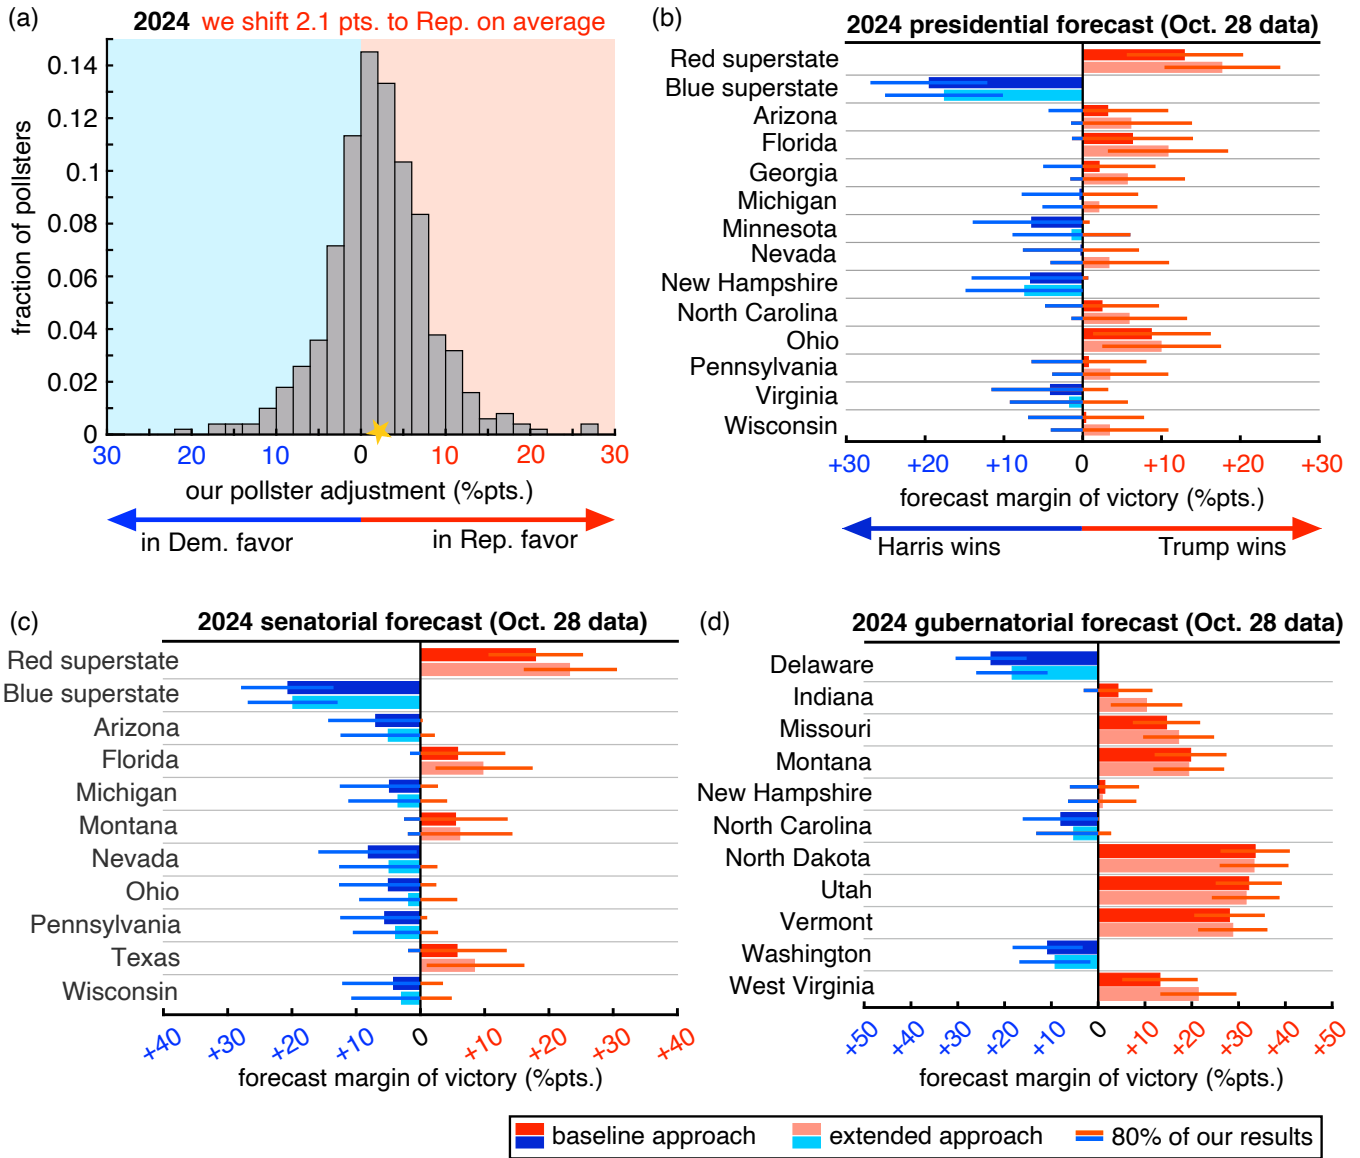 (a)
2024 we shift 2.1 pts. to Rep. on average
fraction of pollsters
0.14
0.12
0.1
0.08
0.06
0.04
0.02
0
30 20 10 0 10 20 30
our pollster adjustment (%pts.)
in Dem. favor in Rep. favor
(b)
2024 presidential forecast (Oct. 28 data)
Red superstate
Blue superstate
Arizona
Florida
Georgia
Michigan
Minnesota
Nevada
New Hampshire
North Carolina
Ohio
Pennsylvania
Virginia
Wisconsin
+30 +20 +10 0 +10 +20 +30
forecast margin of victory (%pts.)
Harris wins Trump wins
(c)
2024 senatorial forecast (Oct. 28 data)
Red superstate
Blue superstate
Arizona
Florida
Michigan
Montana
Nevada
Ohio
Pennsylvania
Texas
Wisconsin
+40 +30 +20 +10 0 +10 +20 +30 +40
forecast margin of victory (%pts.)
(d)
2024 gubernatorial forecast (Oct. 28 data)
Delaware
Indiana
Missouri
Montana
New Hampshire
North Carolina
North Dakota
Utah
Vermont
Washington
West Virginia
+50 +40 +30 +20 +10 0 +10 +20 +30 +40 +50
forecast margin of victory (%pts.)
baseline approach extended approach 80% of our results